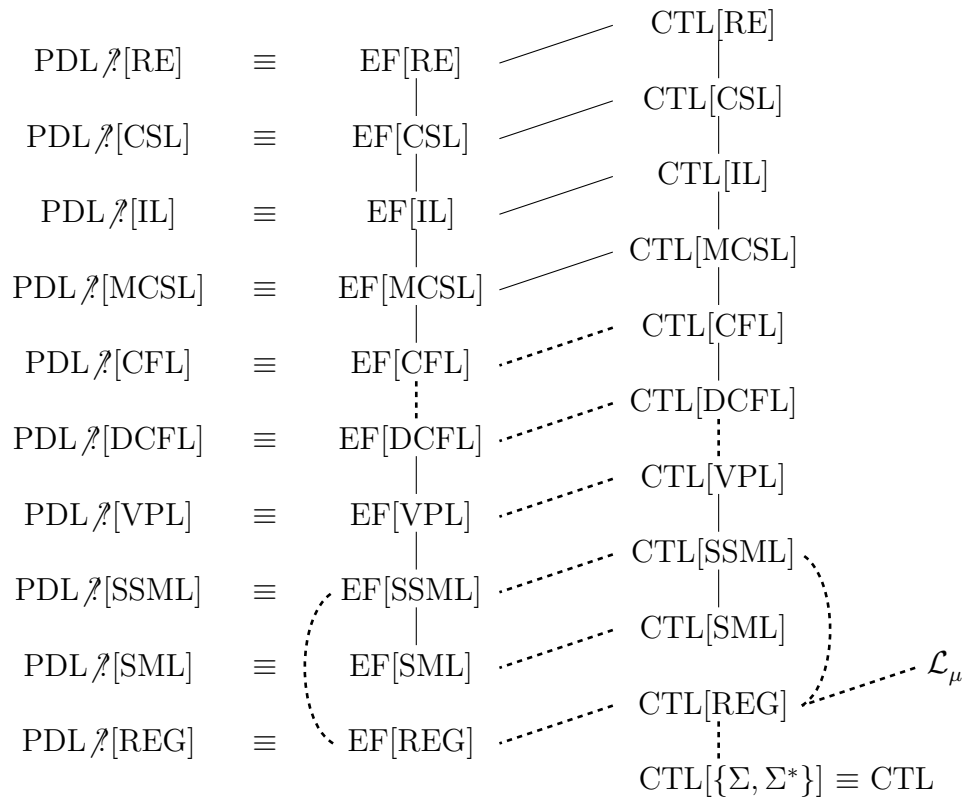 CTL[RE]
PDL?̸[RE] ≡ EF[RE]
CTL[CSL]
PDL?̸[CSL] ≡ EF[CSL]
CTL[IL]
PDL?̸[IL] ≡ EF[IL]
CTL[MCSL]
PDL?̸[MCSL] ≡ EF[MCSL]
CTL[CFL]
PDL?̸[CFL] ≡ EF[CFL]
CTL[DCFL]
PDL?̸[DCFL] ≡ EF[DCFL]
CTL[VPL]
PDL?̸[VPL] ≡ EF[VPL]
CTL[SSML]
PDL?̸[SSML] ≡ EF[SSML]
CTL[SML]
PDL?̸[SML] ≡ EF[SML]
ℒμ
CTL[REG]
PDL?̸[REG] ≡ EF[REG]
CTL[{Σ, Σ*}] ≡ CTL